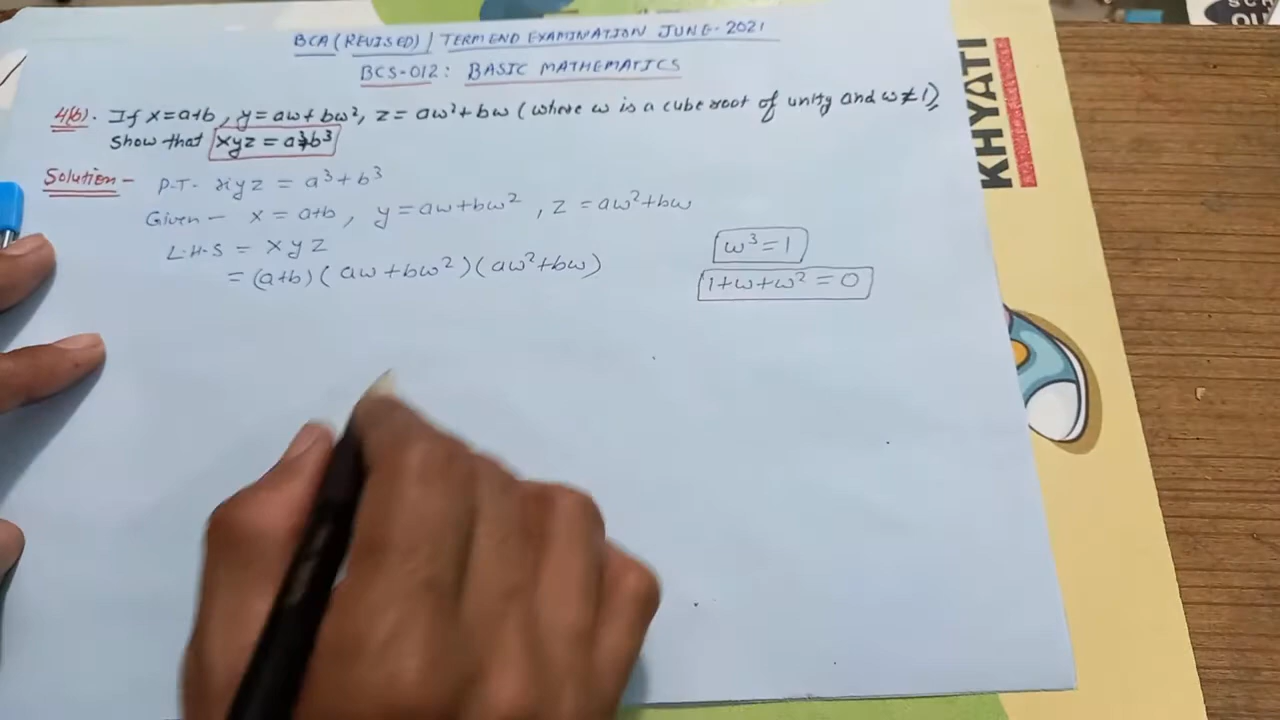 BCA (REVISED) / TERM END EXAMINATION JUNE-2021
BCS-012: BASIC MATHEMATICS
4(b). If x = a+b, y = aω + bω², z = aω² + bω (where ω is a cube root of unity and ω ≠ 1),
show that xyz = a³+b³
Solution - P.T. xyz = a³ + b³
Given - x = a+b, y = aω + bω², z = aω² + bω
L.H.S = xyz
= (a+b)(aω + bω²)(aω² + bω)
ω³ = 1
1+ω+ω² = 0
KHYATI